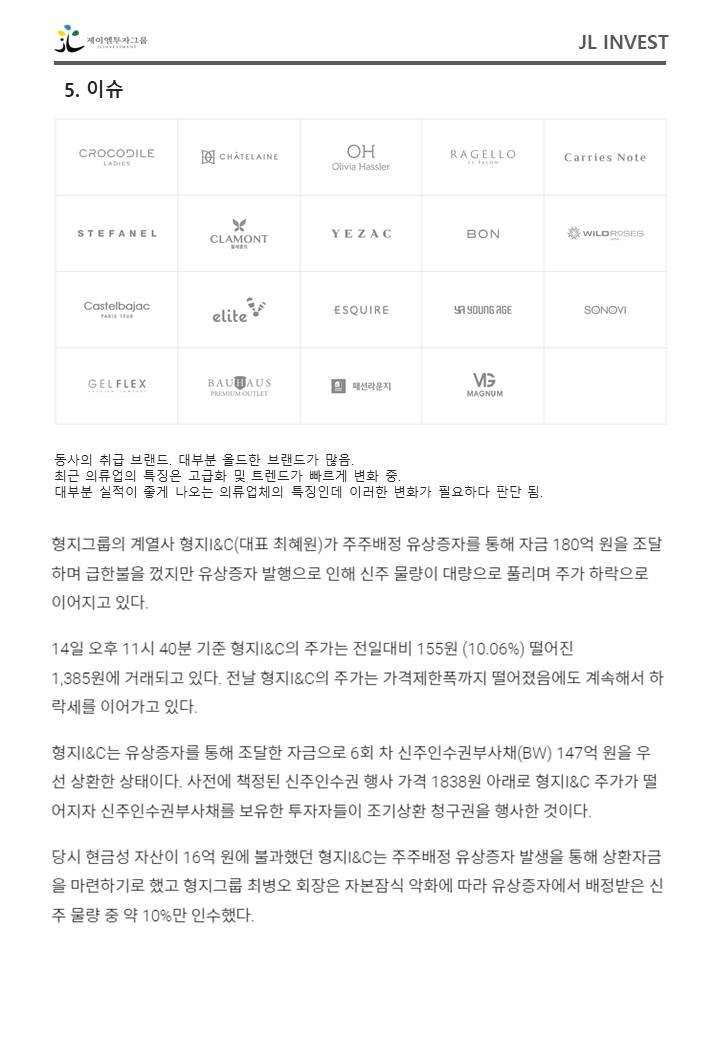 제이엘투자그룹
JLINVESTMENT
JL INVEST
5. 이슈
CROCODILE
LADIES
CHÂTELAINE
OH
Olivia Hassler
RAGELLO
LE SALON
Carries Note
STEFANEL
CLAMONT
끌레몽뜨
YEZAC
BON
WILDROSES
Castelbajac
PARIS 1968
elite
ESQUIRE
YA YOUNG AGE
SONOVI
GELFLEX
BAUHAUS
PREMIUM OUTLET
패션라운지
MAGNUM
동사의 취급 브랜드. 대부분 올드한 브랜드가 많음.
최근 의류업의 특징은 고급화 및 트렌드가 빠르게 변화 중.
대부분 실적이 좋게 나오는 의류업체의 특징인데 이러한 변화가 필요하다 판단 됨.
형지그룹의 계열사 형지I&C(대표 최혜원)가 주주배정 유상증자를 통해 자금 180억 원을 조달
하며 급한불을 껐지만 유상증자 발행으로 인해 신주 물량이 대량으로 풀리며 주가 하락으로
이어지고 있다.
14일 오후 11시 40분 기준 형지I&C의 주가는 전일대비 155원 (10.06%) 떨어진
1,385원에 거래되고 있다. 전날 형지I&C의 주가는 가격제한폭까지 떨어졌음에도 계속해서 하
락세를 이어가고 있다.
형지I&C는 유상증자를 통해 조달한 자금으로 6회 차 신주인수권부사채(BW) 147억 원을 우
선 상환한 상태이다. 사전에 책정된 신주인수권 행사 가격 1838원 아래로 형지I&C 주가가 떨
어지자 신주인수권부사채를 보유한 투자자들이 조기상환 청구권을 행사한 것이다.
당시 현금성 자산이 16억 원에 불과했던 형지I&C는 주주배정 유상증자 발생을 통해 상환자금
을 마련하기로 했고 형지그룹 최병오 회장은 자본잠식 악화에 따라 유상증자에서 배정받은 신
주 물량 중 약 10%만 인수했다.